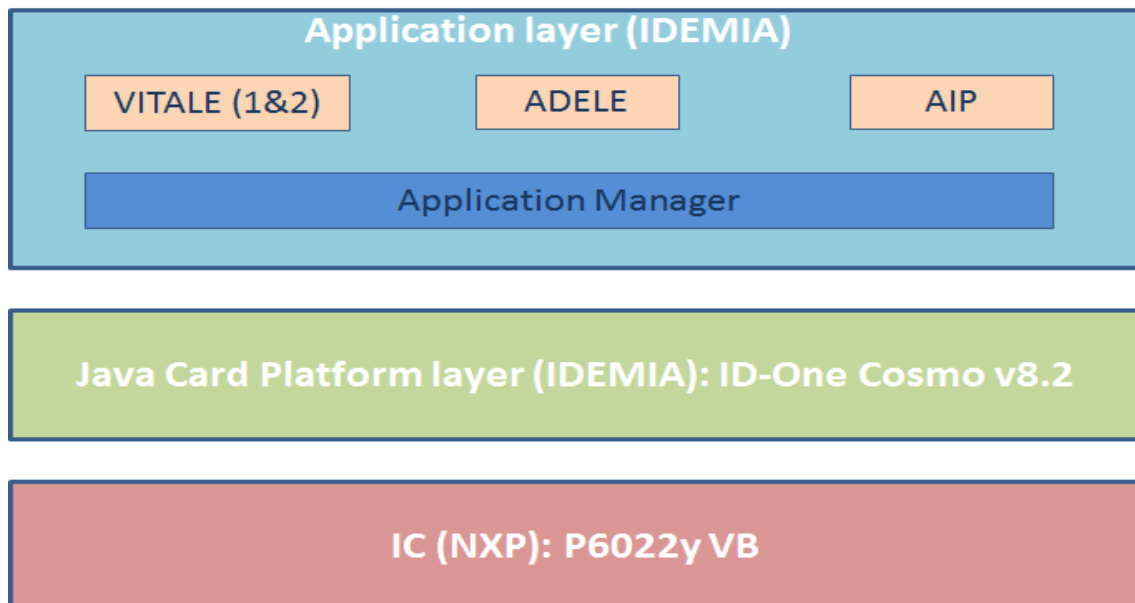 Application layer (IDEMIA)
VITALE (1&2) ADELE AIP
Application Manager
Java Card Platform layer (IDEMIA): ID-One Cosmo v8.2
IC (NXP): P6022y VB